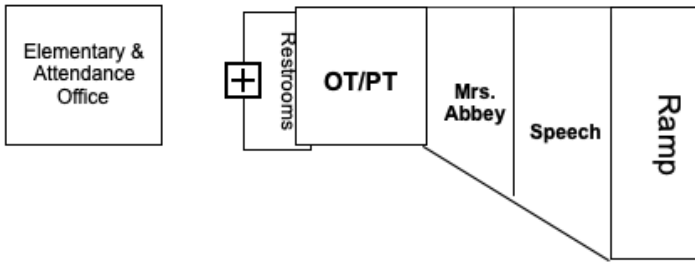 Elementary &
Attendance
Office
Restrooms
OT/PT
Mrs.
Abbey
Speech
Ramp